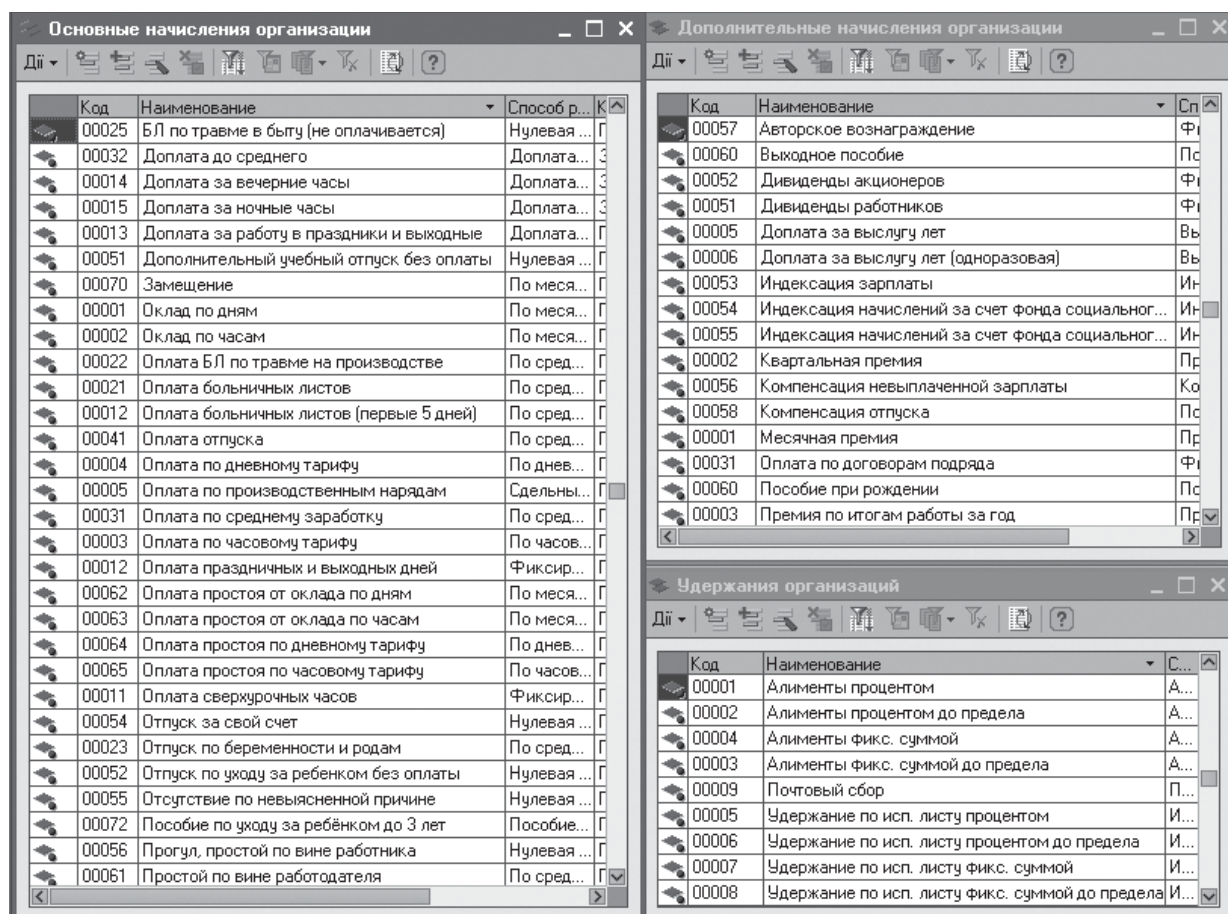 Основные начисления организации
Дії
Код Наименование Способ р... К
00025 БЛ по травме в быту (не оплачивается) Нулевая ... Г
00032 Доплата до среднего Доплата... З
00014 Доплата за вечерние часы Доплата... З
00015 Доплата за ночные часы Доплата... З
00013 Доплата за работу в праздники и выходные Доплата... Г
00051 Дополнительный учебный отпуск без оплаты Нулевая ... Г
00070 Замещение По меся... Г
00001 Оклад по дням По меся... Г
00002 Оклад по часам По меся... Г
00022 Оплата БЛ по травме на производстве По сред... Г
00021 Оплата больничных листов По сред... Г
00012 Оплата больничных листов (первые 5 дней) По сред... Г
00041 Оплата отпуска По сред... Г
00004 Оплата по дневному тарифу По днев... Г
00005 Оплата по производственным нарядам Сдельны... Г
00031 Оплата по среднему заработку По сред... Г
00003 Оплата по часовому тарифу По часов... Г
00012 Оплата праздничных и выходных дней Фиксир... Г
00062 Оплата простоя от оклада по дням По меся... Г
00063 Оплата простоя от оклада по часам По меся... Г
00064 Оплата простоя по дневному тарифу По днев... Г
00065 Оплата простоя по часовому тарифу По часов... Г
00011 Оплата сверхурочных часов Фиксир... Г
00054 Отпуск за свой счет Нулевая ... Г
00023 Отпуск по беременности и родам По сред... Г
00052 Отпуск по уходу за ребенком без оплаты Нулевая ... Г
00055 Отсутствие по невыясненной причине Нулевая ... Г
00072 Пособие по уходу за ребёнком до 3 лет Пособие... Г
00056 Прогул, простой по вине работника Нулевая ... Г
00061 Простой по вине работодателя По сред... Г
Дополнительные начисления организации
Дії
Код Наименование Сп
00057 Авторское вознаграждение Фи
00060 Выходное пособие По
00052 Дивиденды акционеров Фи
00051 Дивиденды работников Фи
00005 Доплата за выслугу лет Вы
00006 Доплата за выслугу лет (одноразовая) Вы
00053 Индексация зарплаты Ин
00054 Индексация начислений за счет фонда социальног... Ин
00055 Индексация начислений за счет фонда социальног... Ин
00002 Квартальная премия Пр
00056 Компенсация невыплаченной зарплаты Ко
00058 Компенсация отпуска По
00001 Месячная премия Пр
00031 Оплата по договорам подряда Фи
00060 Пособие при рождении По
00003 Премия по итогам работы за год Пр
Удержания организаций
Дії
Код Наименование С...
00001 Алименты процентом А...
00002 Алименты процентом до предела А...
00004 Алименты фикс. суммой А...
00003 Алименты фикс. суммой до предела А...
00009 Почтовый сбор П...
00005 Удержание по исп. листу процентом И...
00006 Удержание по исп. листу процентом до предела И...
00007 Удержание по исп. листу фикс. суммой И...
00008 Удержание по исп. листу фикс. суммой до предела И...